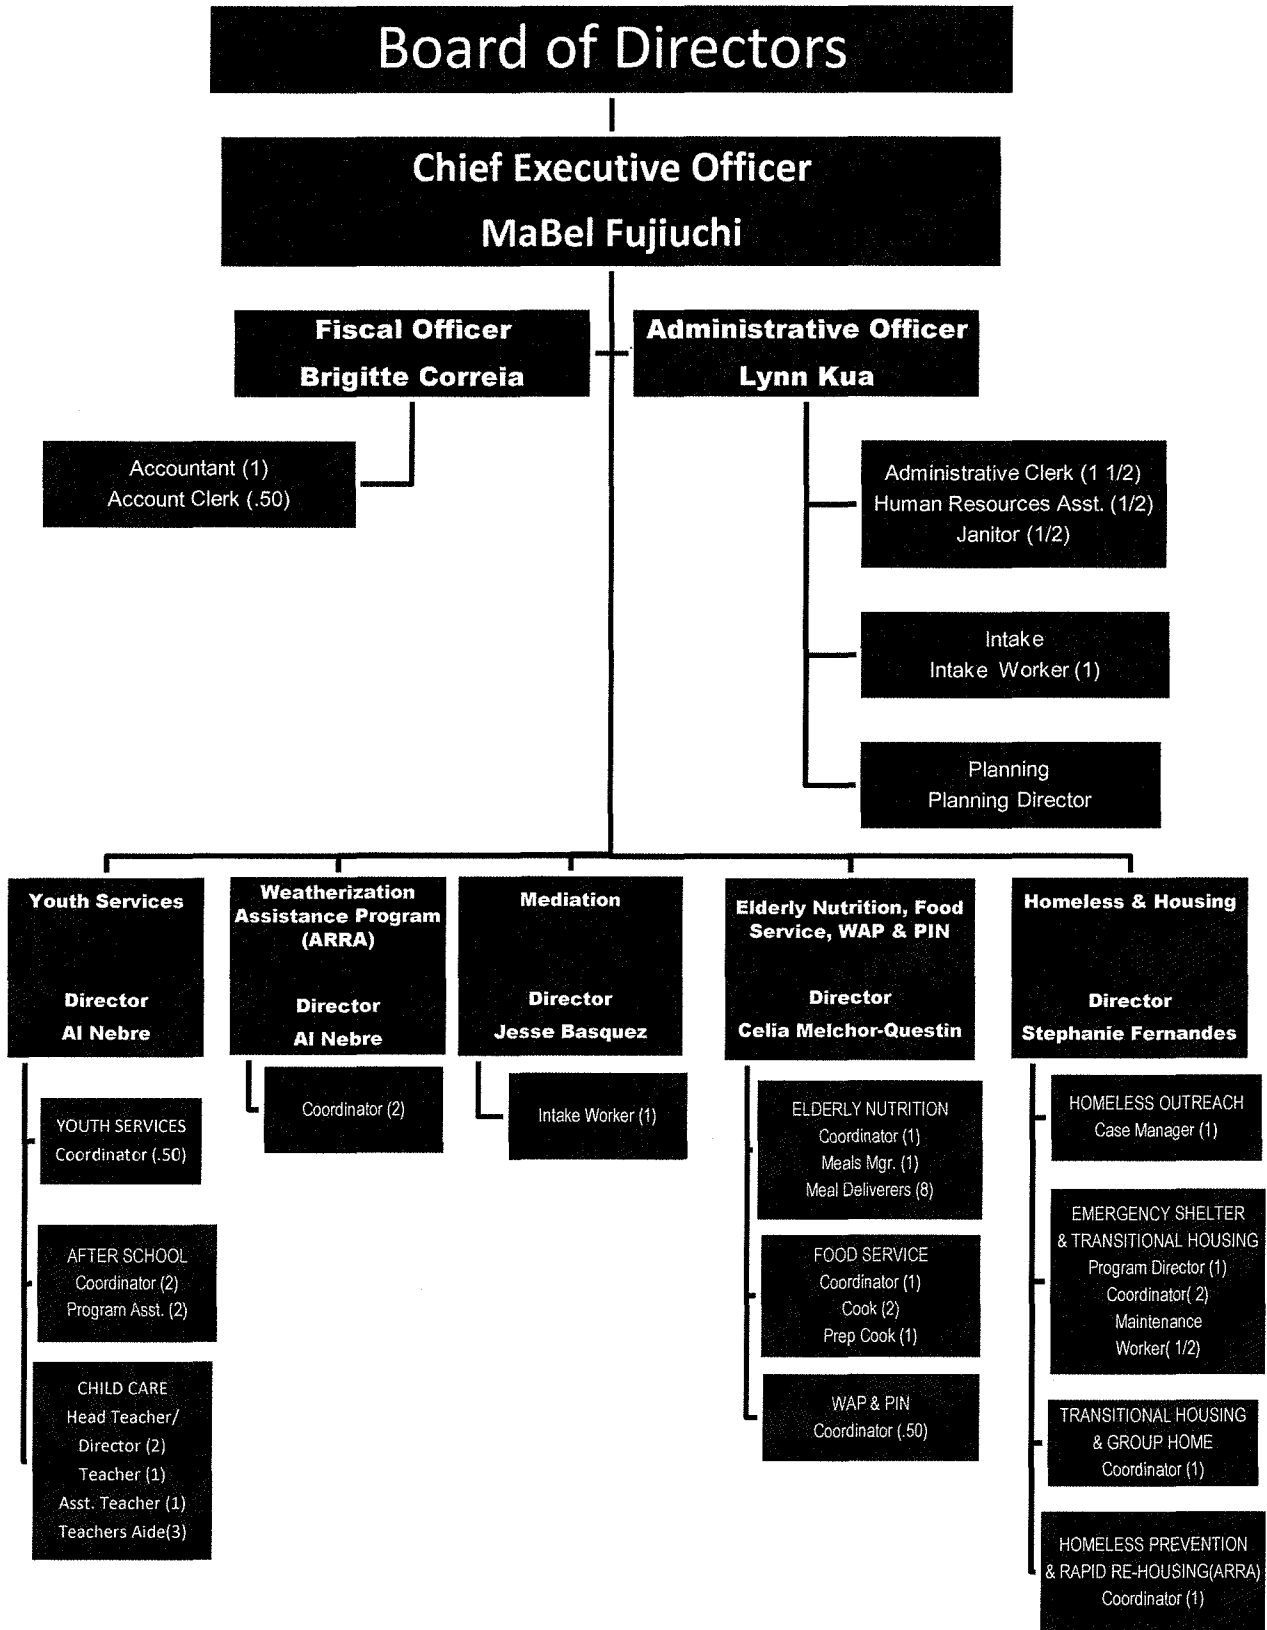 Board of Directors
Chief Executive Officer
MaBel Fujiuchi
Fiscal Officer
Brigitte Correia
Administrative Officer
Lynn Kua
Accountant (1)
Account Clerk (.50)
Administrative Clerk (1 1/2)
Human Resources Asst. (1/2)
Janitor (1/2)
Intake
Intake Worker (1)
Planning
Planning Director
Youth Services
Director
Al Nebre
Weatherization
Assistance Program
(ARRA)
Director
Al Nebre
Mediation
Director
Jesse Basquez
Elderly Nutrition, Food
Service, WAP & PIN
Director
Celia Melchor-Questin
Homeless & Housing
Director
Stephanie Fernandes
YOUTH SERVICES
Coordinator (.50)
AFTER SCHOOL
Coordinator (2)
Program Asst. (2)
CHILD CARE
Head Teacher/
Director (2)
Teacher (1)
Asst. Teacher (1)
Teachers Aide(3)
Coordinator (2)
Intake Worker (1)
ELDERLY NUTRITION
Coordinator (1)
Meals Mgr. (1)
Meal Deliverers (8)
FOOD SERVICE
Coordinator (1)
Cook (2)
Prep Cook (1)
WAP & PIN
Coordinator (.50)
HOMELESS OUTREACH
Case Manager (1)
EMERGENCY SHELTER
& TRANSITIONAL HOUSING
Program Director (1)
Coordinator( 2)
Maintenance
Worker( 1/2)
TRANSITIONAL HOUSING
& GROUP HOME
Coordinator (1)
HOMELESS PREVENTION
& RAPID RE-HOUSING(ARRA)
Coordinator (1)